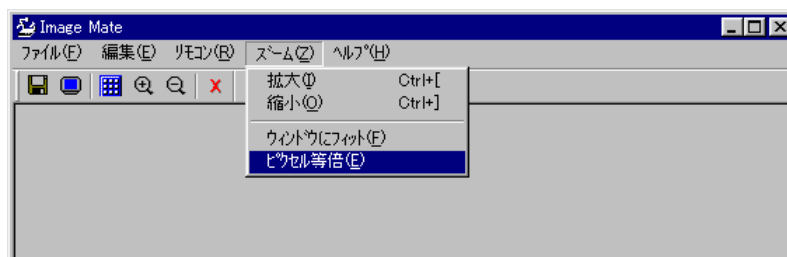 Image Mate
ファイル(F) 編集(E) リモコン(R) ズーム(Z) ヘルプ(H)
拡大(I) Ctrl+[
縮小(O) Ctrl+]
ウィンドウにフィット(F)
ピクセル等倍(E)